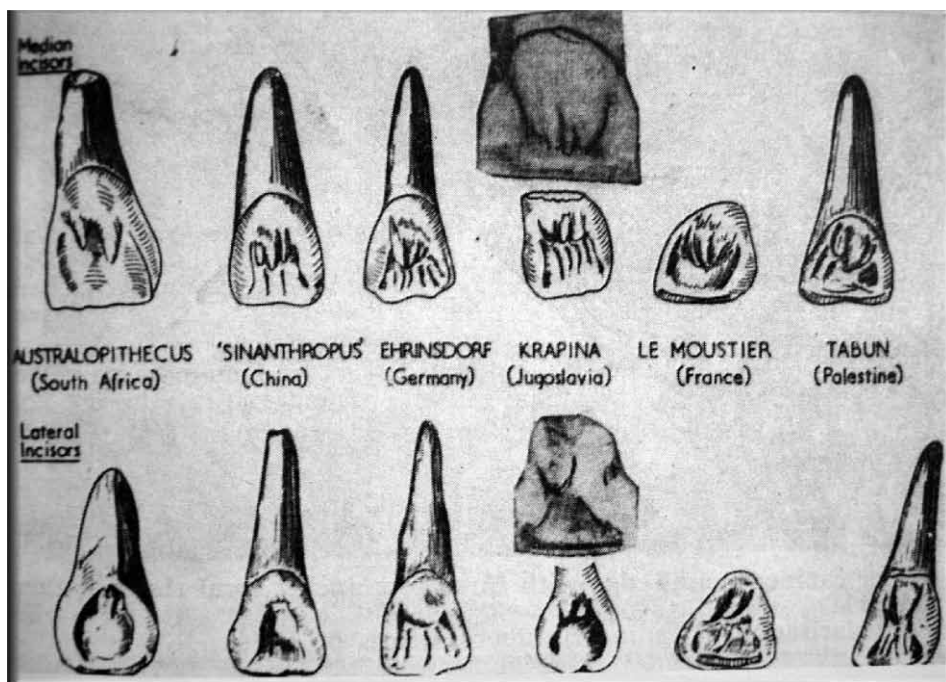 Median
Incisors
AUSTRALOPITHECUS 'SINANTHROPUS' EHRINSDORF KRAPINA LE MOUSTIER TABUN
(South Africa) (China) (Germany) (Jugoslavia) (France) (Palestine)
Lateral
Incisors